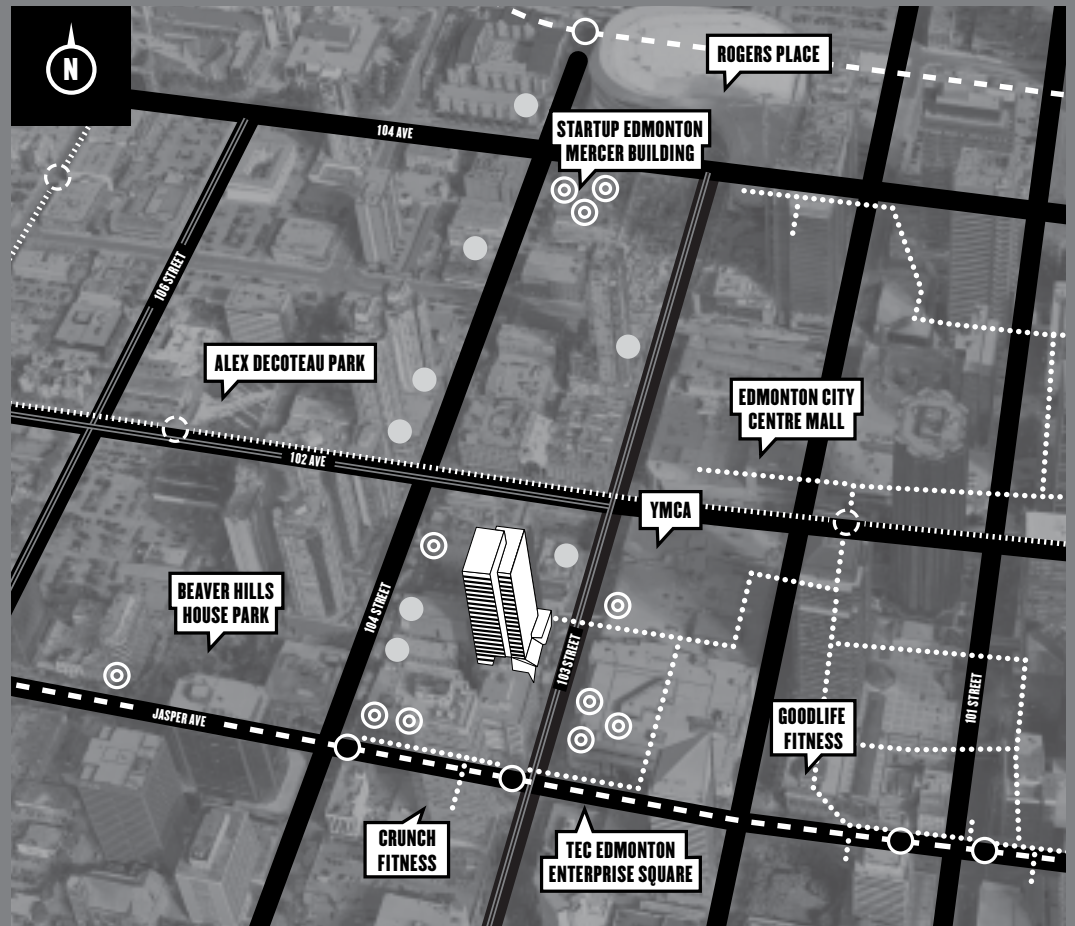 N
ROGERS PLACE
104 AVE
STARTUP EDMONTON
MERCER BUILDING
106 STREET
ALEX DECOTEAU PARK
EDMONTON CITY
CENTRE MALL
102 AVE
YMCA
BEAVER HILLS
HOUSE PARK
104 STREET
103 STREET
101 STREET
JASPER AVE
GOODLIFE
FITNESS
CRUNCH
FITNESS
TEC EDMONTON
ENTERPRISE SQUARE